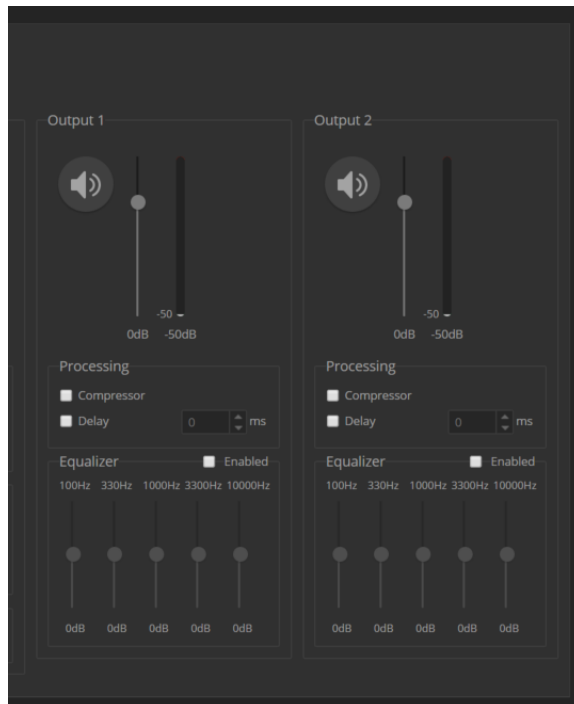 Output 1
-50
0dB -50dB
Processing
Compressor
Delay 0 ms
Equalizer Enabled
100Hz 330Hz 1000Hz 3300Hz 10000Hz
0dB 0dB 0dB 0dB 0dB
Output 2
-50
0dB -50dB
Processing
Compressor
Delay 0 ms
Equalizer Enabled
100Hz 330Hz 1000Hz 3300Hz 10000Hz
0dB 0dB 0dB 0dB 0dB